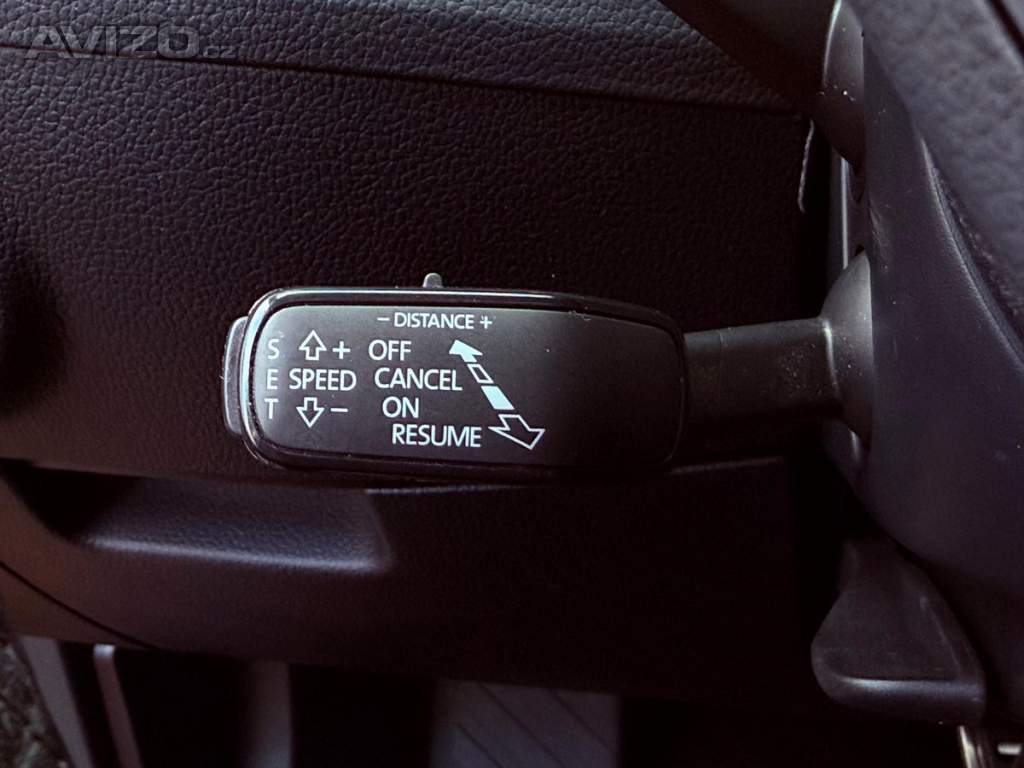 AVIZO.cz
– DISTANCE +
S + OFF
E SPEED CANCEL
T – ON
RESUME